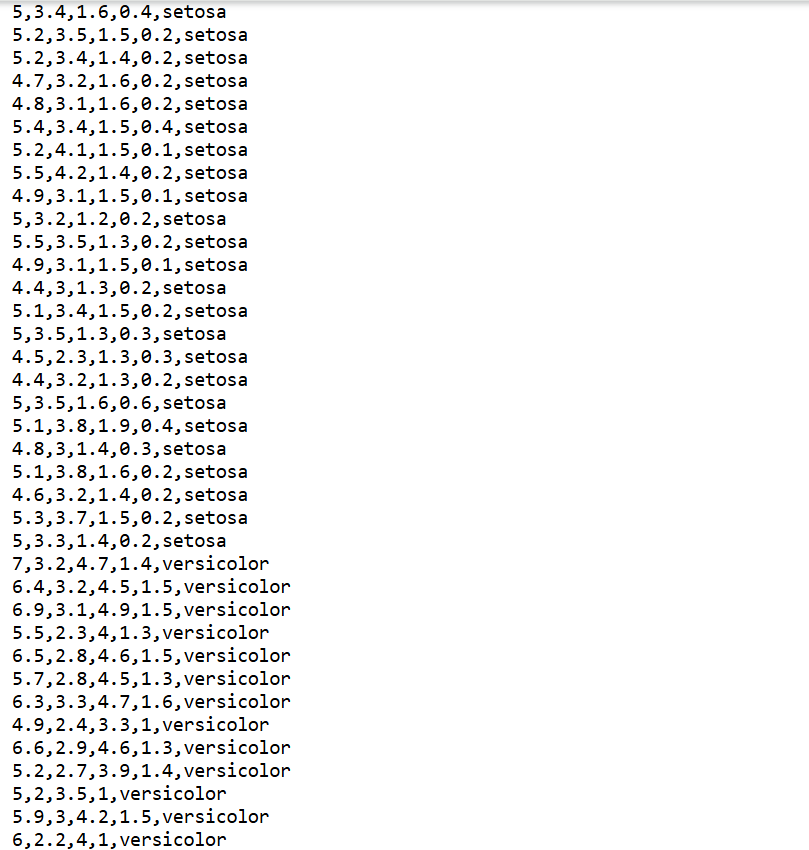 5,3.4,1.6,0.4,setosa
5.2,3.5,1.5,0.2,setosa
5.2,3.4,1.4,0.2,setosa
4.7,3.2,1.6,0.2,setosa
4.8,3.1,1.6,0.2,setosa
5.4,3.4,1.5,0.4,setosa
5.2,4.1,1.5,0.1,setosa
5.5,4.2,1.4,0.2,setosa
4.9,3.1,1.5,0.1,setosa
5,3.2,1.2,0.2,setosa
5.5,3.5,1.3,0.2,setosa
4.9,3.1,1.5,0.1,setosa
4.4,3,1.3,0.2,setosa
5.1,3.4,1.5,0.2,setosa
5,3.5,1.3,0.3,setosa
4.5,2.3,1.3,0.3,setosa
4.4,3.2,1.3,0.2,setosa
5,3.5,1.6,0.6,setosa
5.1,3.8,1.9,0.4,setosa
4.8,3,1.4,0.3,setosa
5.1,3.8,1.6,0.2,setosa
4.6,3.2,1.4,0.2,setosa
5.3,3.7,1.5,0.2,setosa
5,3.3,1.4,0.2,setosa
7,3.2,4.7,1.4,versicolor
6.4,3.2,4.5,1.5,versicolor
6.9,3.1,4.9,1.5,versicolor
5.5,2.3,4,1.3,versicolor
6.5,2.8,4.6,1.5,versicolor
5.7,2.8,4.5,1.3,versicolor
6.3,3.3,4.7,1.6,versicolor
4.9,2.4,3.3,1,versicolor
6.6,2.9,4.6,1.3,versicolor
5.2,2.7,3.9,1.4,versicolor
5,2,3.5,1,versicolor
5.9,3,4.2,1.5,versicolor
6,2.2,4,1,versicolor